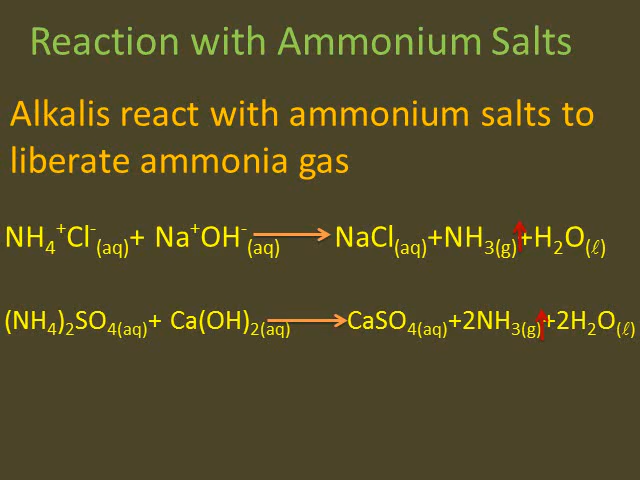 Reaction with Ammonium Salts
Alkalis react with ammonium salts to
liberate ammonia gas
NH₄⁺Cl⁻(aq)+ Na⁺OH⁻(aq) → NaCl(aq)+NH₃(g)↑+H₂O(ℓ)
(NH₄)₂SO₄(aq)+ Ca(OH)₂(aq) → CaSO₄(aq)+2NH₃(g)↑+2H₂O(ℓ)